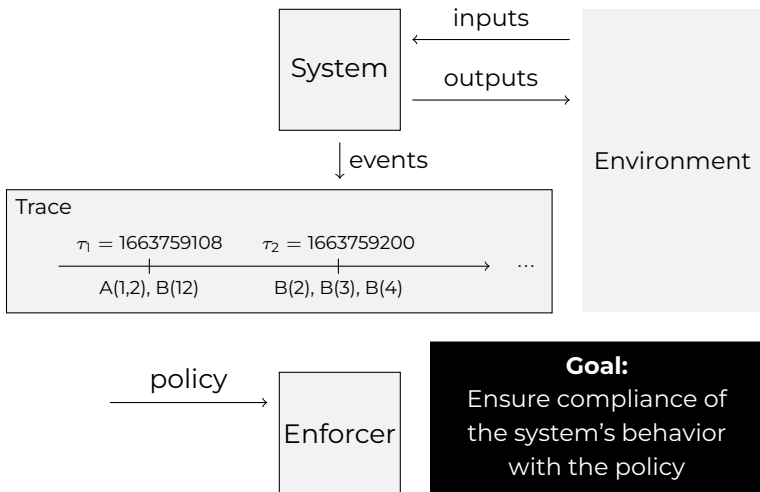 inputs
System
outputs
events
Environment
Trace
τ₁ = 1663759108 τ₂ = 1663759200
...
A(1,2), B(12) B(2), B(3), B(4)
policy
Enforcer
Goal:
Ensure compliance of
the system's behavior
with the policy